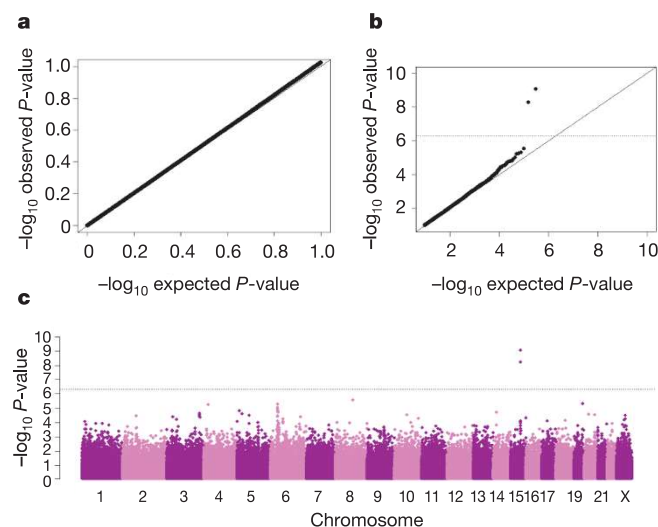 a
−log10 observed P-value
1.0
0.8
0.6
0.4
0.2
0
0 0.2 0.4 0.6 0.8 1.0
−log10 expected P-value
b
−log10 observed P-value
10
8
6
4
2
2 4 6 8 10
−log10 expected P-value
c
−log10 P-value
10
9
8
7
6
5
4
3
2
1
0
1 2 3 4 5 6 7 8 9 10 11 12 13 14 15 16 17 19 21 X
Chromosome